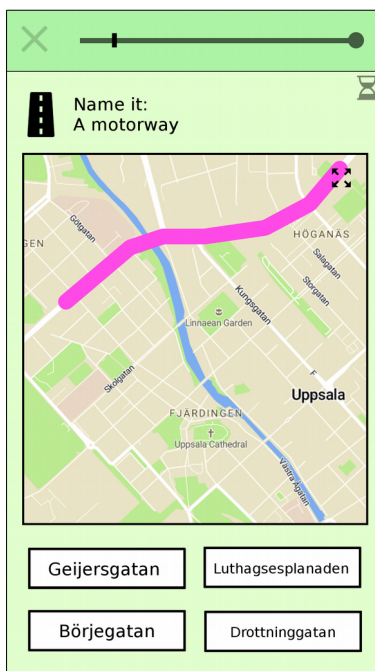 Name it:
A motorway
GEN
Götgatan
HÖGANÄS
Salagatan
Storgatan
Kungsgatan
Linnaean Garden
Skolgatan
F
Uppsala
FJÄRDINGEN
Uppsala Cathedral
Västra Ågatan
Geijersgatan
Luthagsesplanaden
Börjegatan
Drottninggatan